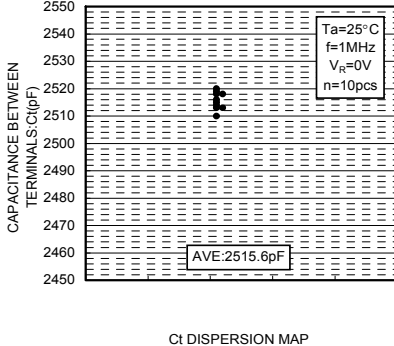 2550
2540
2530
2520
2510
2500
2490
2480
2470
2460
2450
CAPACITANCE BETWEEN
TERMINALS:Ct(pF)
Ta=25°C
f=1MHz
VR=0V
n=10pcs
AVE:2515.6pF
Ct DISPERSION MAP